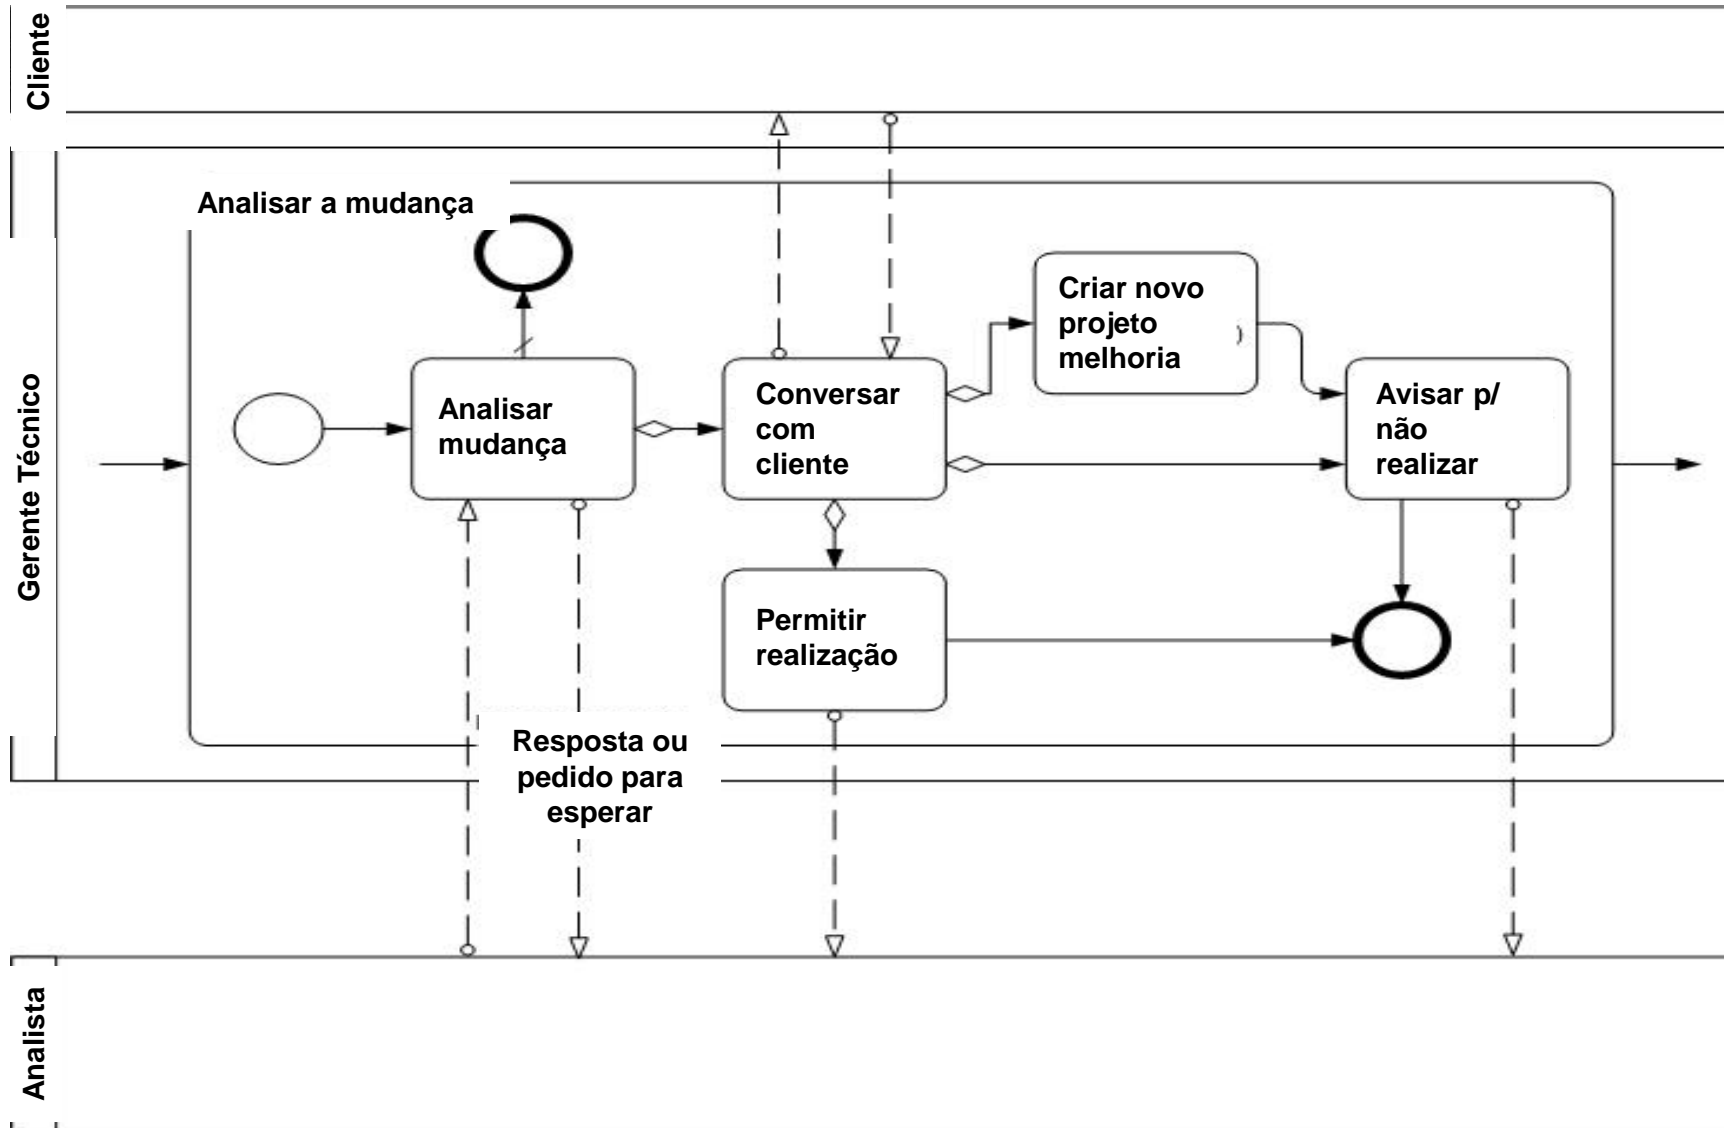 Cliente
Analisar a mudança
Criar novo
projeto
melhoria
)
Gerente Técnico
Analisar
mudança
Conversar
com
cliente
Avisar p/
não
realizar
Permitir
realização
Resposta ou
pedido para
esperar
Analista